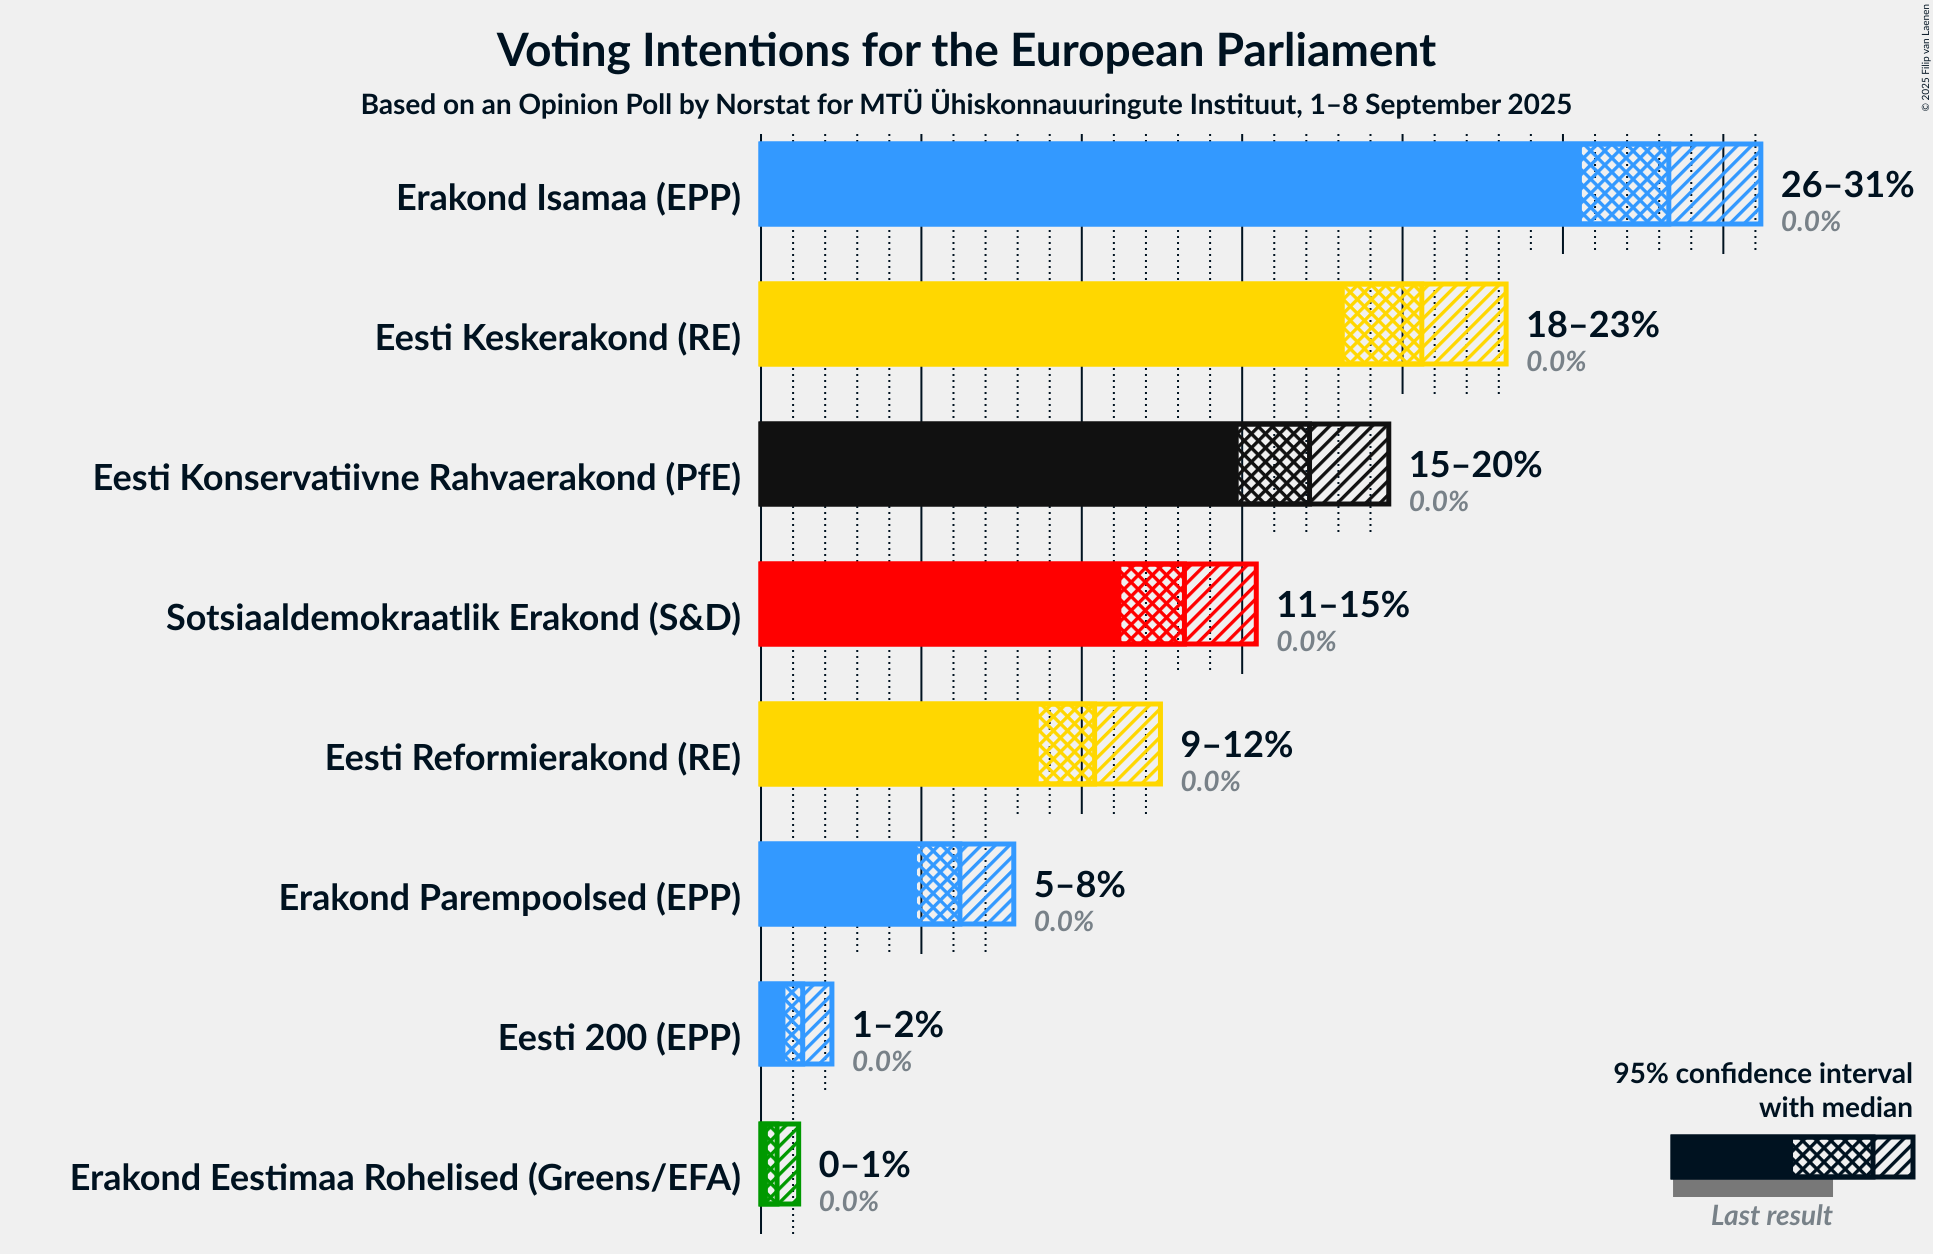 Voting Intentions for the European Parliament
Based on an Opinion Poll by Norstat for MTÜ Ühiskonnauuringute Instituut, 1–8 September 2025
© 2025 Filip van Laenen
Erakond Isamaa (EPP)
26–31%
0.0%
Eesti Keskerakond (RE)
18–23%
0.0%
Eesti Konservatiivne Rahvaerakond (PfE)
15–20%
0.0%
Sotsiaaldemokraatlik Erakond (S&D)
11–15%
0.0%
Eesti Reformierakond (RE)
9–12%
0.0%
Erakond Parempoolsed (EPP)
5–8%
0.0%
Eesti 200 (EPP)
1–2%
0.0%
Erakond Eestimaa Rohelised (Greens/EFA)
0–1%
0.0%
95% confidence interval
with median
Last result